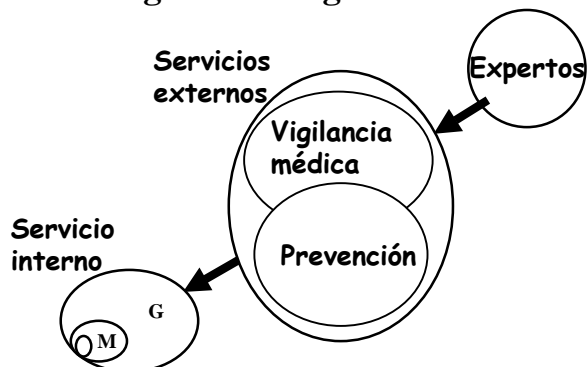 Servicios
externos
Expertos
Vigilancia
médica
Prevención
Servicio
interno
G
M